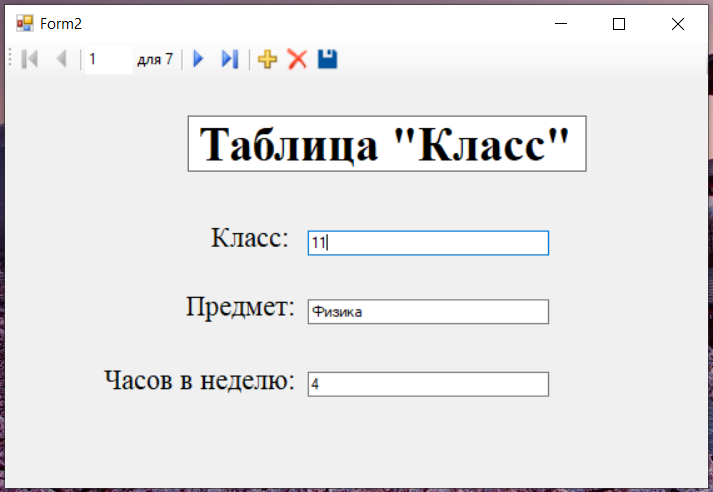 Form2
1 для 7
Таблица "Класс"
Класс: 11
Предмет: Физика
Часов в неделю: 4